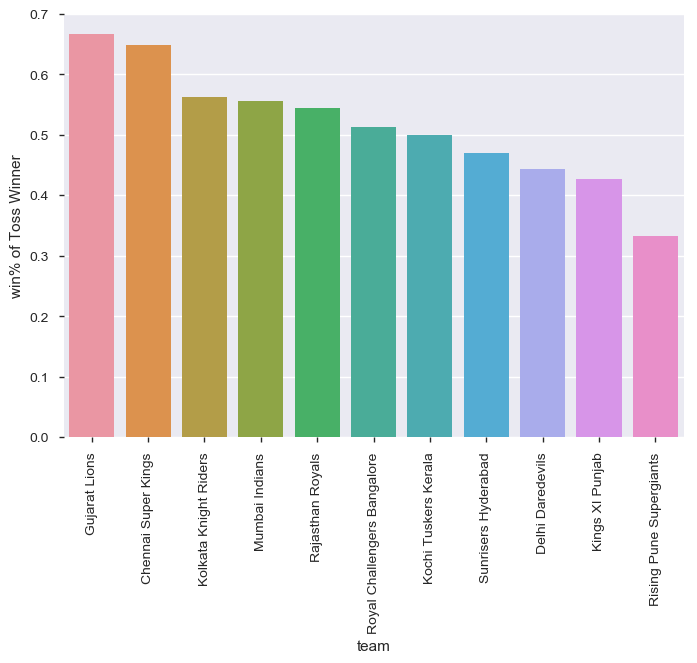 0.7
0.6
0.5
0.4
0.3
0.2
0.1
0.0
win% of Toss Winner
Gujarat Lions
Chennai Super Kings
Kolkata Knight Riders
Mumbai Indians
Rajasthan Royals
Royal Challengers Bangalore
Kochi Tuskers Kerala
Sunrisers Hyderabad
Delhi Daredevils
Kings XI Punjab
Rising Pune Supergiants
team